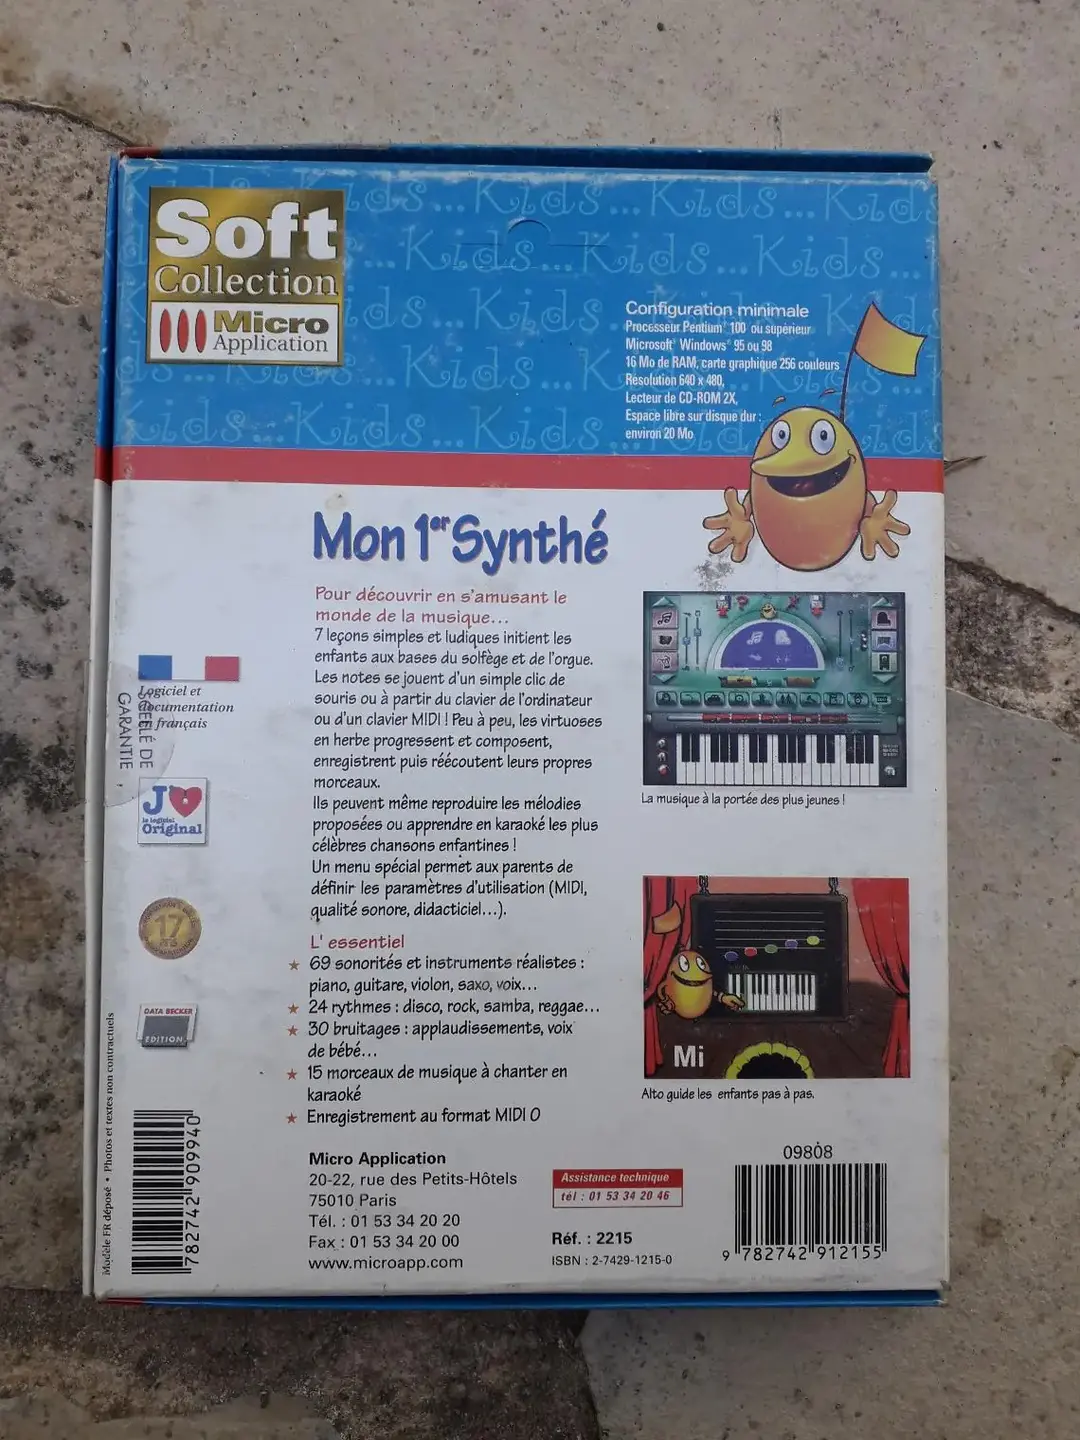 Soft
Collection
Micro
Application
Configuration minimale
Processeur Pentium® 100 ou supérieur
Microsoft® Windows® 95 ou 98
16 Mo de RAM, carte graphique 256 couleurs
Résolution 640 x 480,
Lecteur de CD-ROM 2X,
Espace libre sur disque dur :
environ 20 Mo
Mon 1er Synthé
Pour découvrir en s'amusant le
monde de la musique...
7 leçons simples et ludiques initient les
enfants aux bases du solfège et de l'orgue.
Les notes se jouent d'un simple clic de
souris ou à partir du clavier de l'ordinateur
ou d'un clavier MIDI ! Peu à peu, les virtuoses
en herbe progressent et composent,
enregistrent puis réécoutent leurs propres
morceaux.
Ils peuvent même reproduire les mélodies
proposées ou apprendre en karaoké les plus
célèbres chansons enfantines !
Un menu spécial permet aux parents de
définir les paramètres d'utilisation (MIDI,
qualité sonore, didacticiel...).
L' essentiel
69 sonorités et instruments réalistes :
piano, guitare, violon, saxo, voix...
24 rythmes : disco, rock, samba, reggae...
30 bruitages : applaudissements, voix
de bébé...
15 morceaux de musique à chanter en
karaoké
Enregistrement au format MIDI 0
La musique à la portée des plus jeunes !
Mi
Alto guide les enfants pas à pas.
Logiciel et
documentation
en français
SCELLÉ DE
GARANTIE
J'
le logiciel
Original
17
DATA BECKER
EDITION
Modèle FR déposé • Photos et textes non contractuels
782742 909940
Micro Application
20-22, rue des Petits-Hôtels
75010 Paris
Tél. : 01 53 34 20 20
Fax : 01 53 34 20 00
www.microapp.com
Assistance technique
tél : 01 53 34 20 46
Réf. : 2215
ISBN : 2-7429-1215-0
09808
9 782742 912155